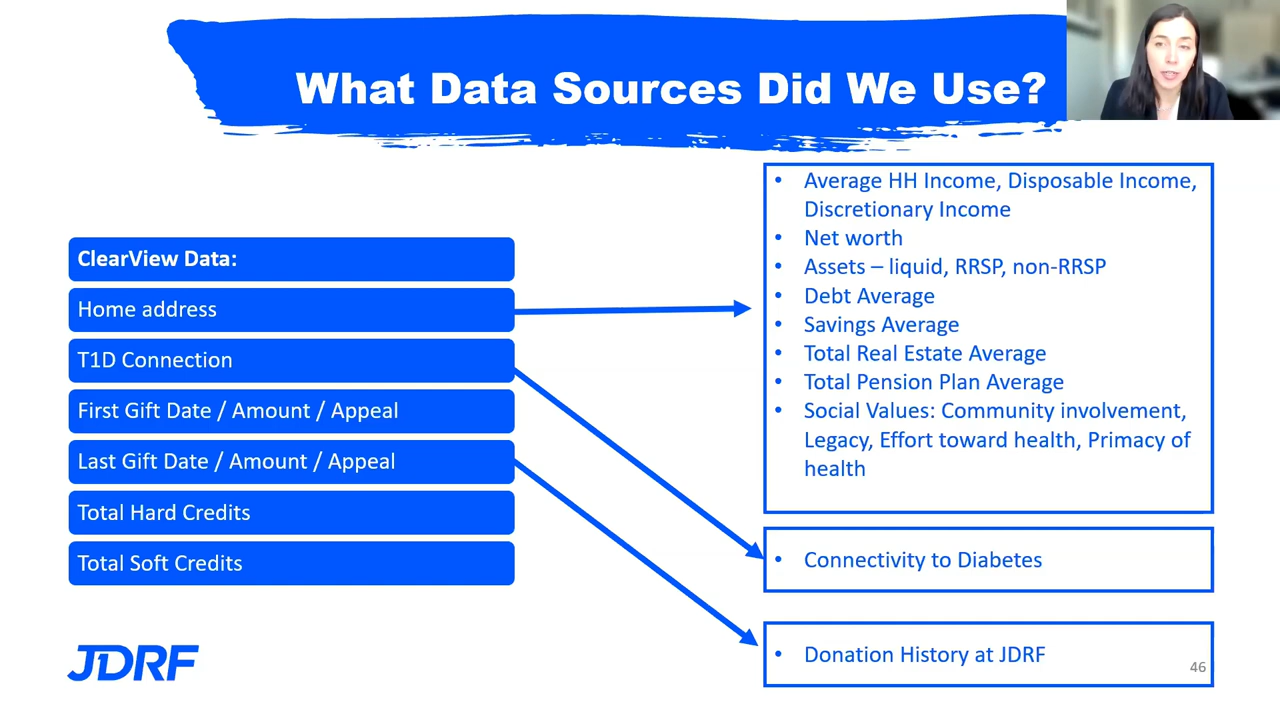 What Data Sources Did We Use?
ClearView Data:
Home address
T1D Connection
First Gift Date / Amount / Appeal
Last Gift Date / Amount / Appeal
Total Hard Credits
Total Soft Credits
• Average HH Income, Disposable Income,
Discretionary Income
• Net worth
• Assets – liquid, RRSP, non-RRSP
• Debt Average
• Savings Average
• Total Real Estate Average
• Total Pension Plan Average
• Social Values: Community involvement,
Legacy, Effort toward health, Primacy of
health
• Connectivity to Diabetes
• Donation History at JDRF
JDRF
46